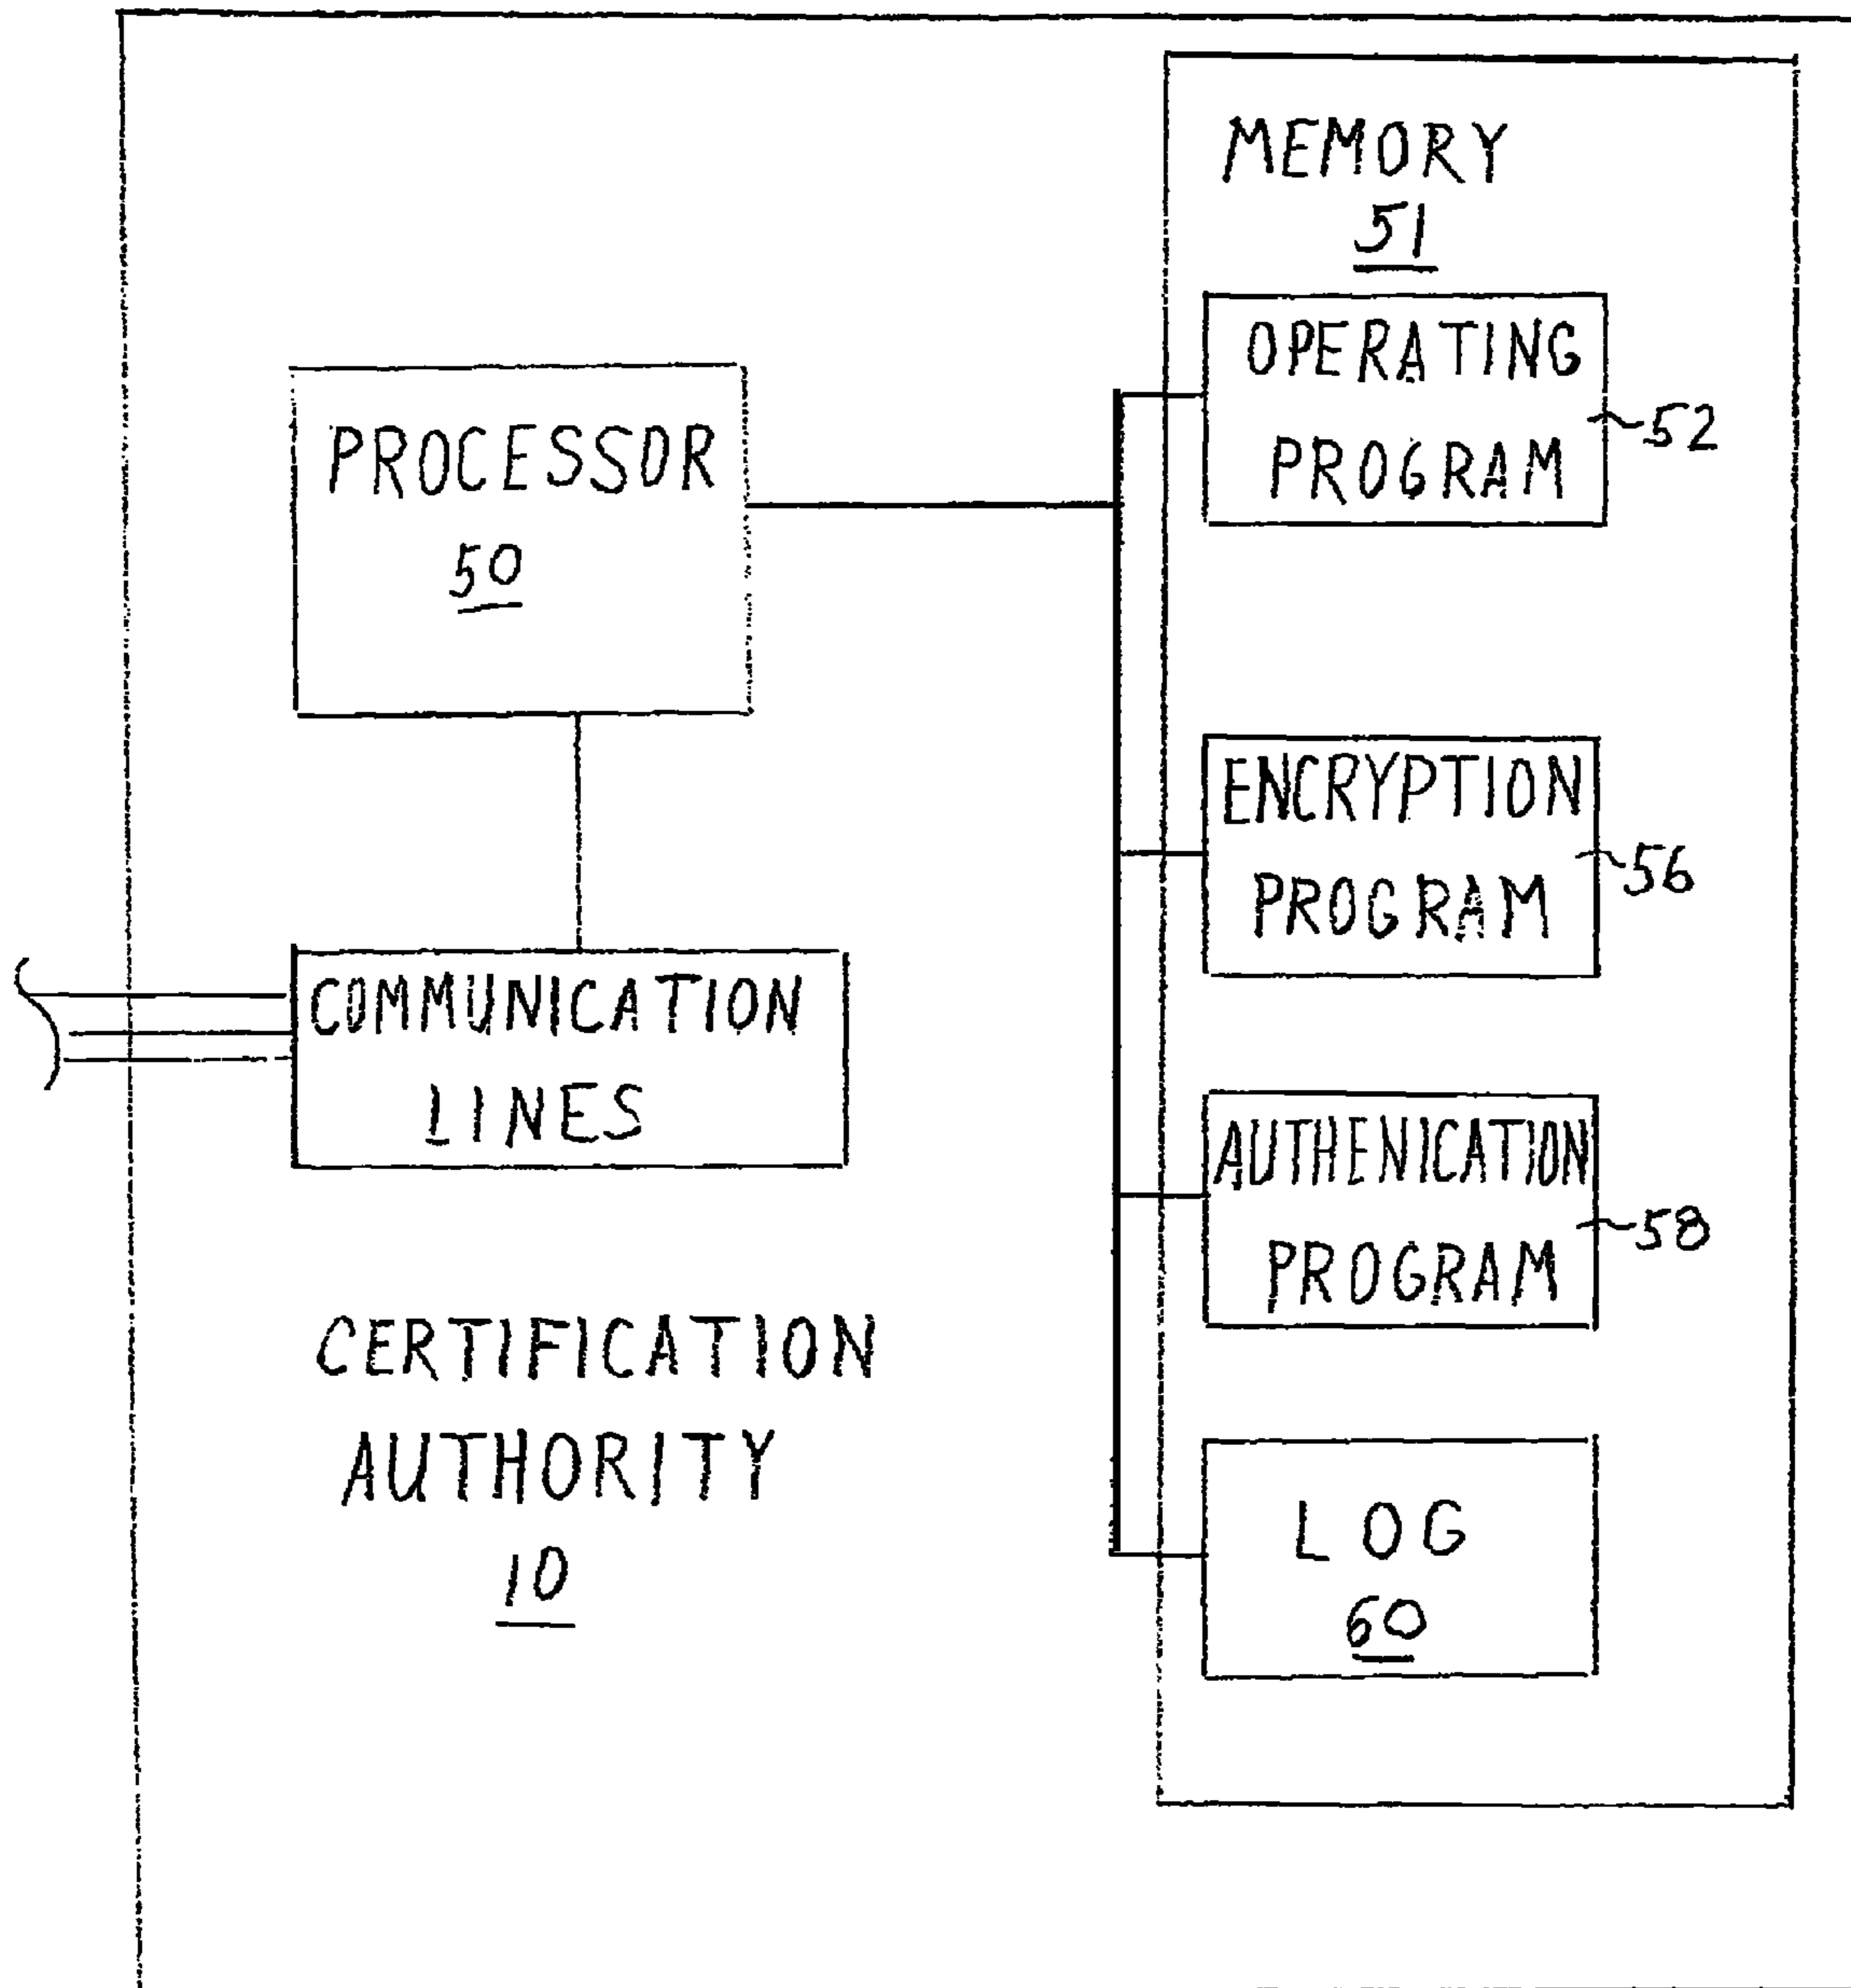 MEMORY
51
OPERATING
PROGRAM
52
PROCESSOR
50
ENCRYPTION
PROGRAM
56
COMMUNICATION
LINES
AUTHENICATION
PROGRAM
58
CERTIFICATION
AUTHORITY
10
LOG
60